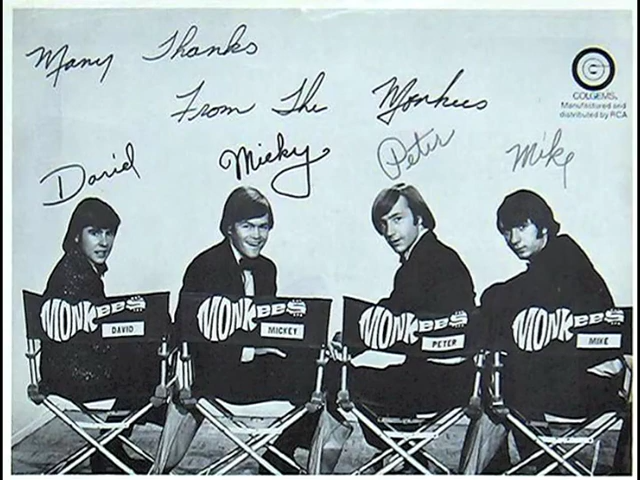 Many Thanks
From The Monkees
David
Micky
Peter
Mike
COLGEMS®
Manufactured and
distributed by RCA
MONKEES
DAVID
MONKEES
MICKEY
MONKEES
PETER
MONKEES
MIKE